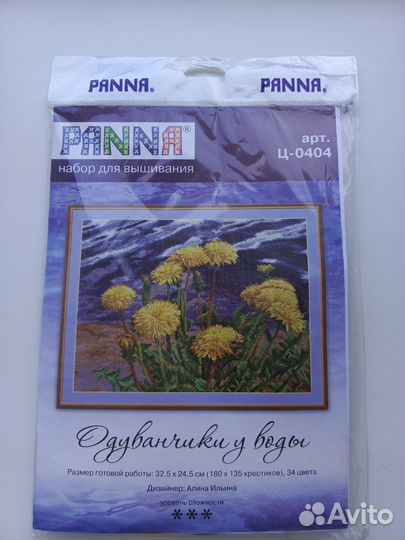 PANNA®
PANNA®
PANNA®
набор для вышивания
арт.
Ц-0404
Одуванчики у воды
Размер готовой работы: 32,5 х 24,5 см (180 х 135 крестиков), 34 цвета
Дизайнер: Алина Ильина
уровень сложности
***
Avito